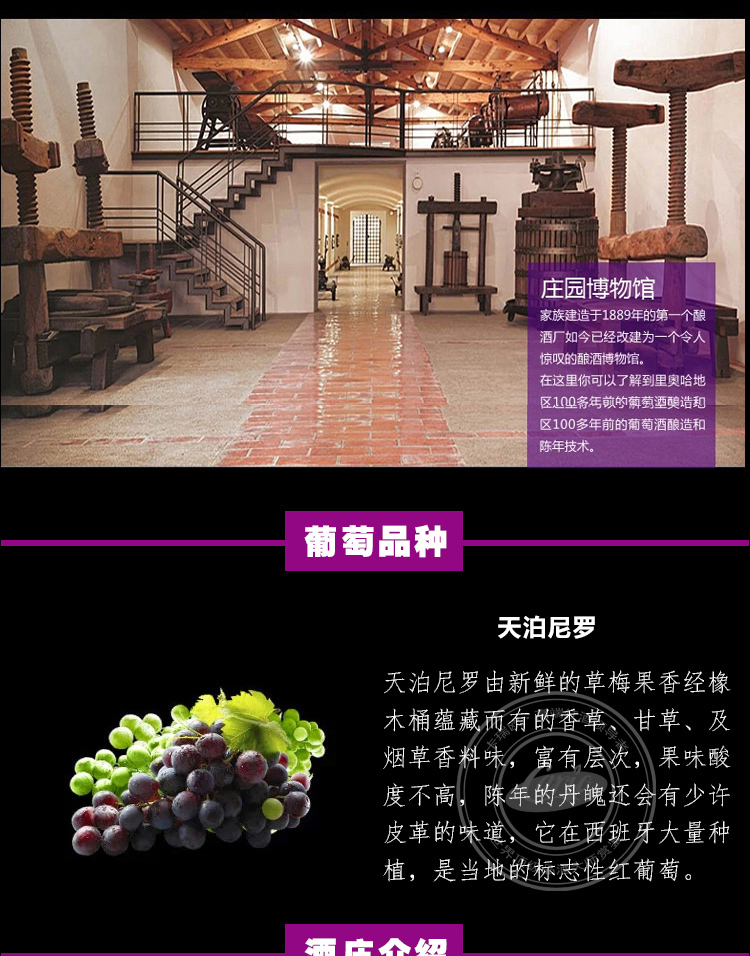 庄园博物馆
家族建造于1889年的第一个酿
酒厂如今已经改建为一个令人
惊叹的酿酒博物馆。
在这里你可以了解到里奥哈地
区100多年前的葡萄酒酿造和
区100多年前的葡萄酒酿造和
陈年技术。
葡萄品种
天泊尼罗
天泊尼罗由新鲜的草梅果香经橡
木桶蕴藏而有的香草、甘草、及
烟草香料味，富有层次，果味酸
度不高，陈年的丹魄还会有少许
皮革的味道，它在西班牙大量种
植，是当地的标志性红葡萄。
酒庄介绍